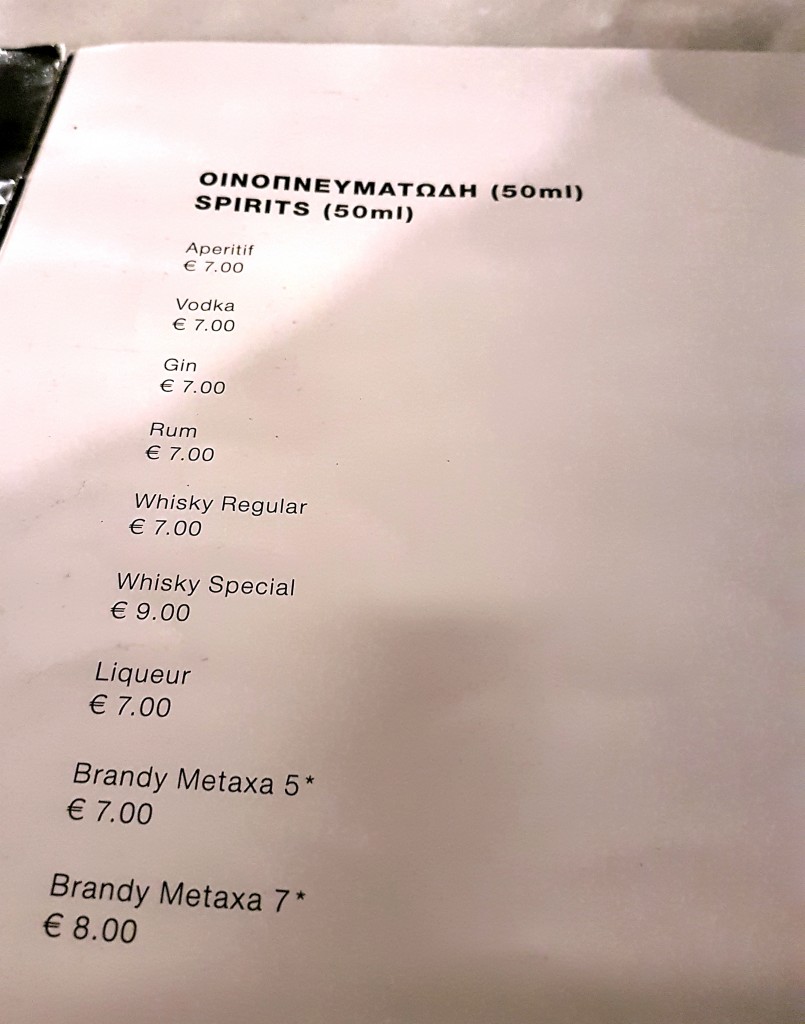 ΟΙΝΟΠΝΕΥΜΑΤΩΔΗ (50ml)
SPIRITS (50ml)
Aperitif
€ 7.00
Vodka
€ 7.00
Gin
€ 7.00
Rum
€ 7.00
Whisky Regular
€ 7.00
Whisky Special
€ 9.00
Liqueur
€ 7.00
Brandy Metaxa 5*
€ 7.00
Brandy Metaxa 7*
€ 8.00